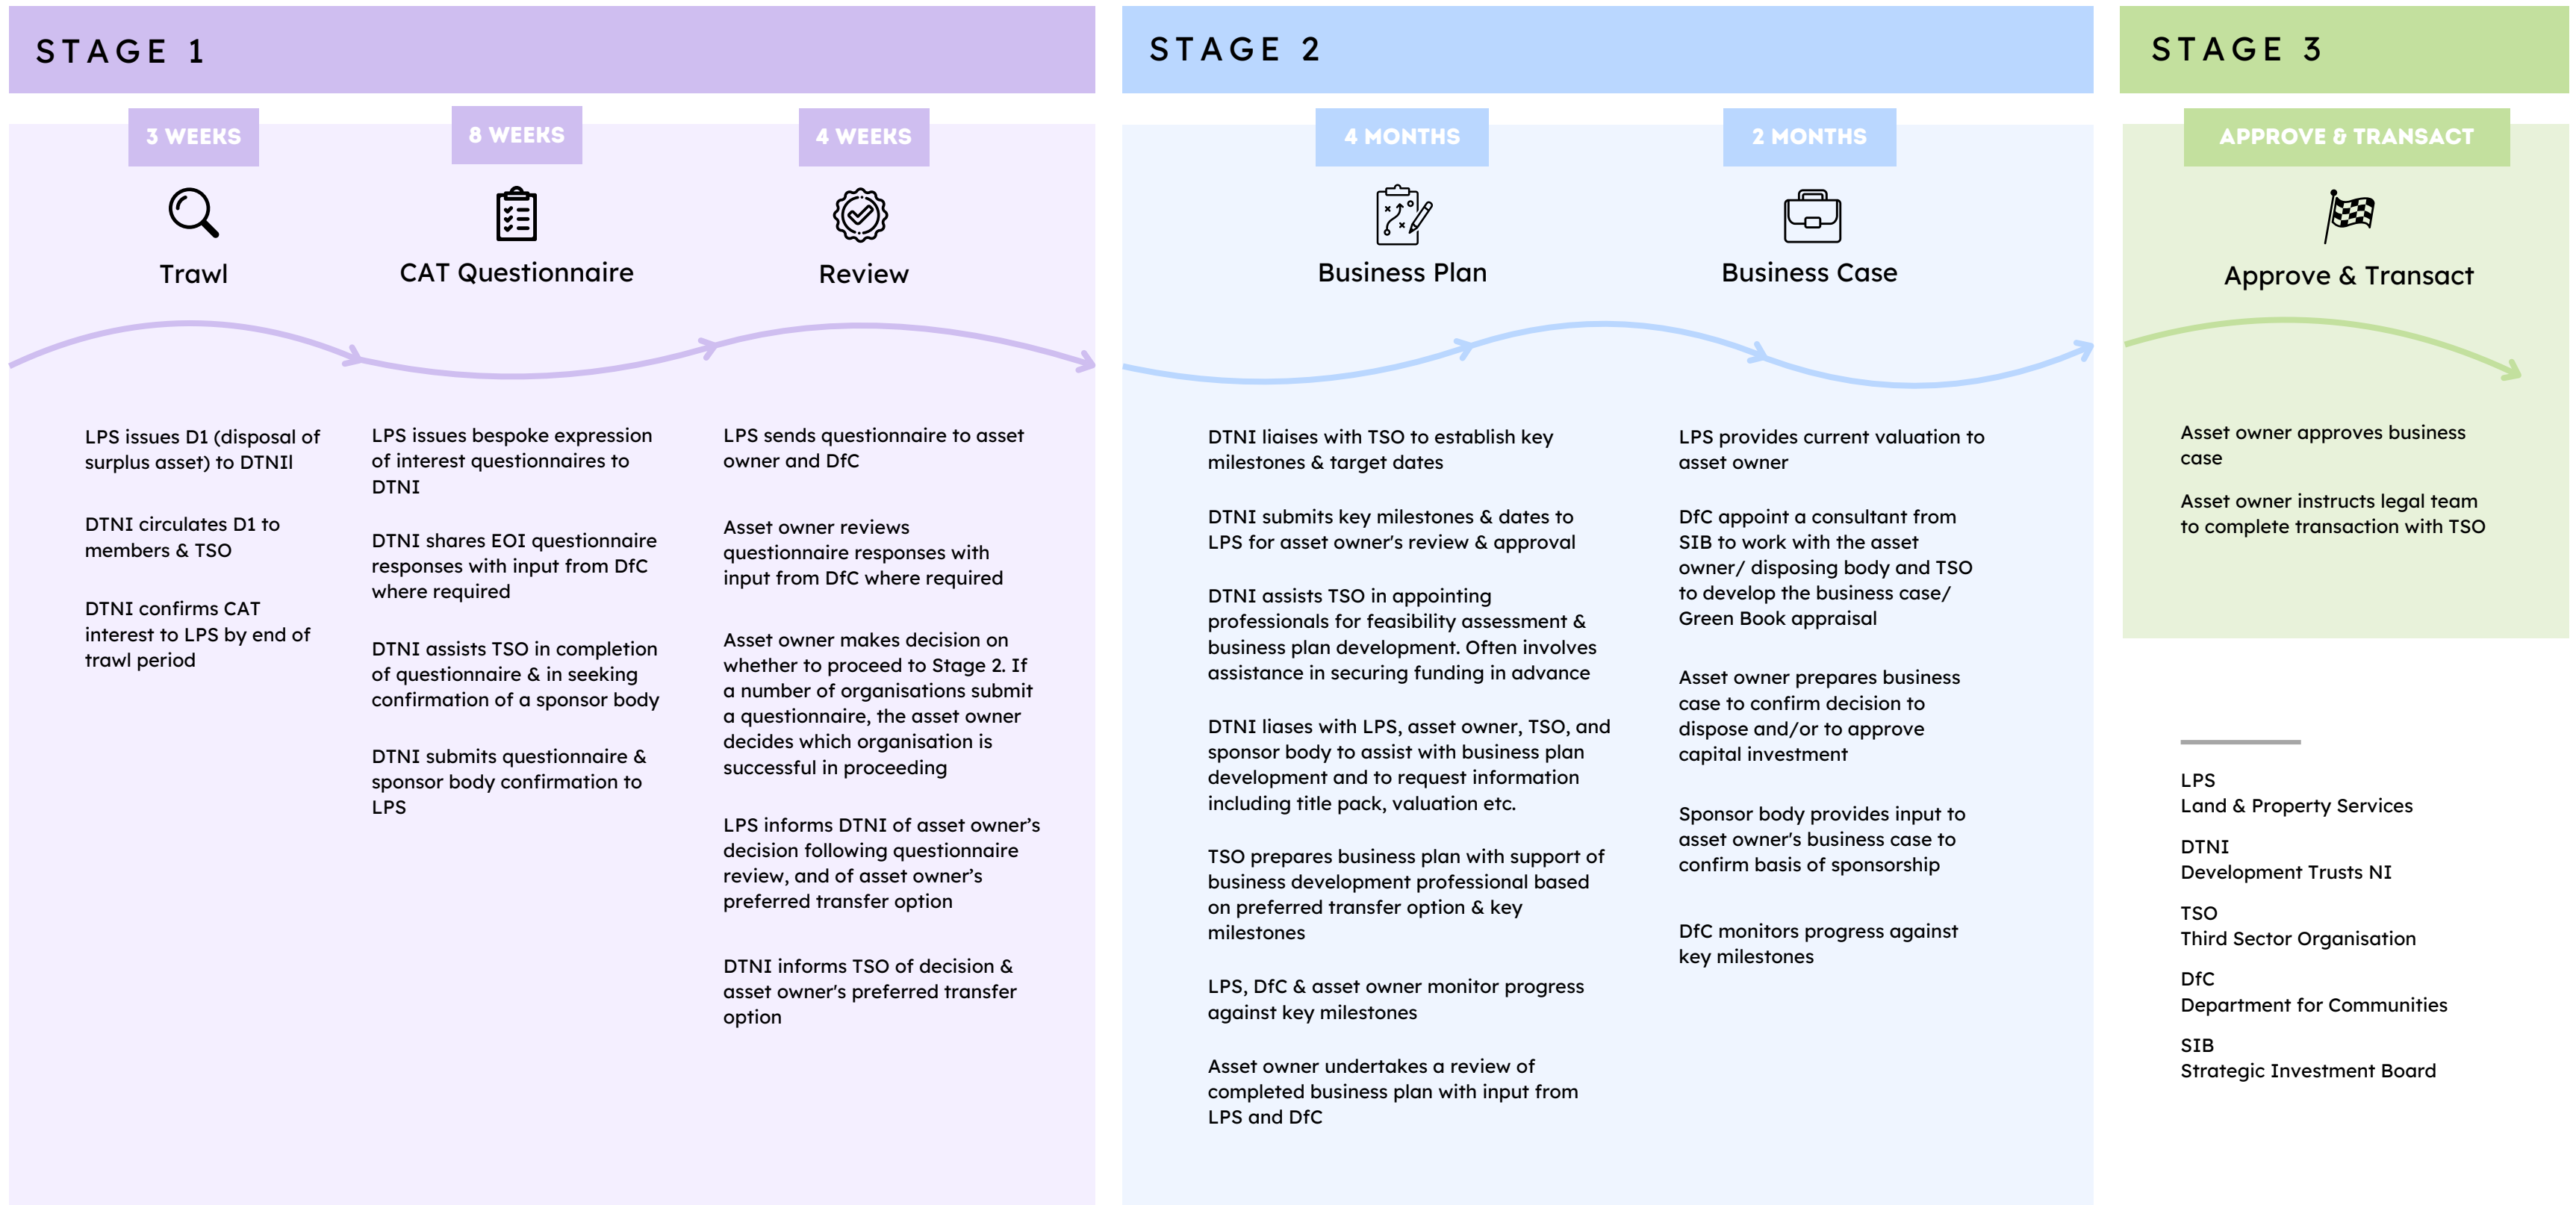 STAGE 1
3 WEEKS
Trawl
LPS issues D1 (disposal of
surplus asset) to DTNIl
DTNI circulates D1 to
members & TSO
DTNI confirms CAT
interest to LPS by end of
trawl period
8 WEEKS
CAT Questionnaire
LPS issues bespoke expression
of interest questionnaires to
DTNI
DTNI shares EOI questionnaire
responses with input from DfC
where required
DTNI assists TSO in completion
of questionnaire & in seeking
confirmation of a sponsor body
DTNI submits questionnaire &
sponsor body confirmation to
LPS
4 WEEKS
Review
LPS sends questionnaire to asset
owner and DfC
Asset owner reviews
questionnaire responses with
input from DfC where required
Asset owner makes decision on
whether to proceed to Stage 2. If
a number of organisations submit
a questionnaire, the asset owner
decides which organisation is
successful in proceeding
LPS informs DTNI of asset owner’s
decision following questionnaire
review, and of asset owner’s
preferred transfer option
DTNI informs TSO of decision &
asset owner's preferred transfer
option
STAGE 2
4 MONTHS
Business Plan
DTNI liaises with TSO to establish key
milestones & target dates
DTNI submits key milestones & dates to
LPS for asset owner's review & approval
DTNI assists TSO in appointing
professionals for feasibility assessment &
business plan development. Often involves
assistance in securing funding in advance
DTNI liases with LPS, asset owner, TSO, and
sponsor body to assist with business plan
development and to request information
including title pack, valuation etc.
TSO prepares business plan with support of
business development professional based
on preferred transfer option & key
milestones
LPS, DfC & asset owner monitor progress
against key milestones
Asset owner undertakes a review of
completed business plan with input from
LPS and DfC
2 MONTHS
Business Case
LPS provides current valuation to
asset owner
DfC appoint a consultant from
SIB to work with the asset
owner/ disposing body and TSO
to develop the business case/
Green Book appraisal
Asset owner prepares business
case to confirm decision to
dispose and/or to approve
capital investment
Sponsor body provides input to
asset owner's business case to
confirm basis of sponsorship
DfC monitors progress against
key milestones
STAGE 3
APPROVE & TRANSACT
Approve & Transact
Asset owner approves business
case
Asset owner instructs legal team
to complete transaction with TSO
LPS
Land & Property Services
DTNI
Development Trusts NI
TSO
Third Sector Organisation
DfC
Department for Communities
SIB
Strategic Investment Board